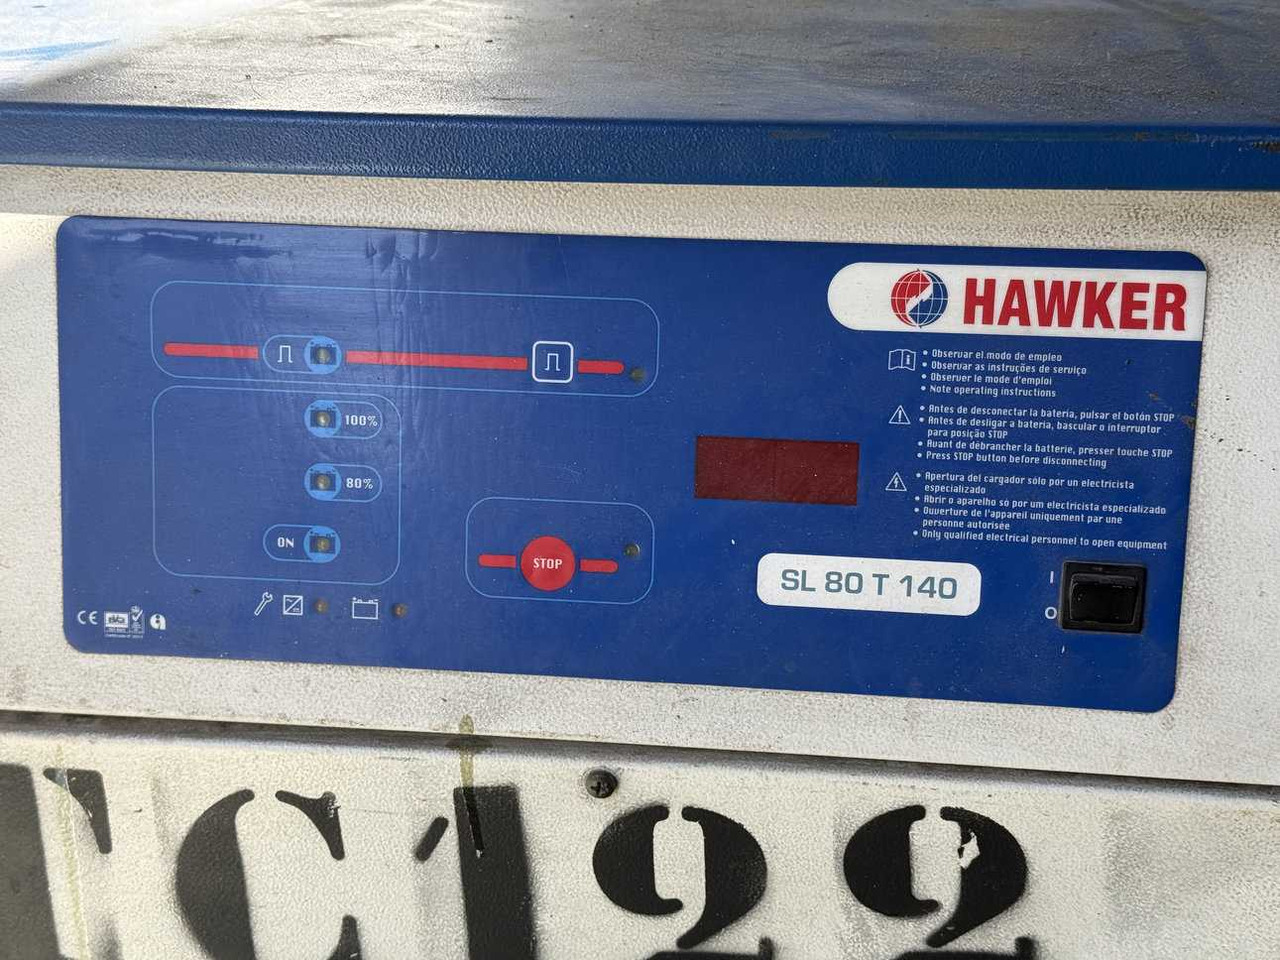 HAWKER
• Observar el modo de empleo
• Observar as instruções de serviço
• Observer le mode d'emploi
• Note operating instructions
• Antes de desconectar la bateria, pulsar el botón STOP
• Antes de desligar a bateria, bascular o interruptor
para posição STOP
• Avant de débrancher la batterie, presser touche STOP
• Press STOP button before disconnecting
• Apertura del cargador sólo por un electricista
especializado
• Abrir o aparelho só por um electricista especializado
• Ouverture de l'appareil uniquement par une
personne autorisée
• Only qualified electrical personnel to open equipment
100%
80%
ON
STOP
SL 80 T 140
I
O
CE
C122